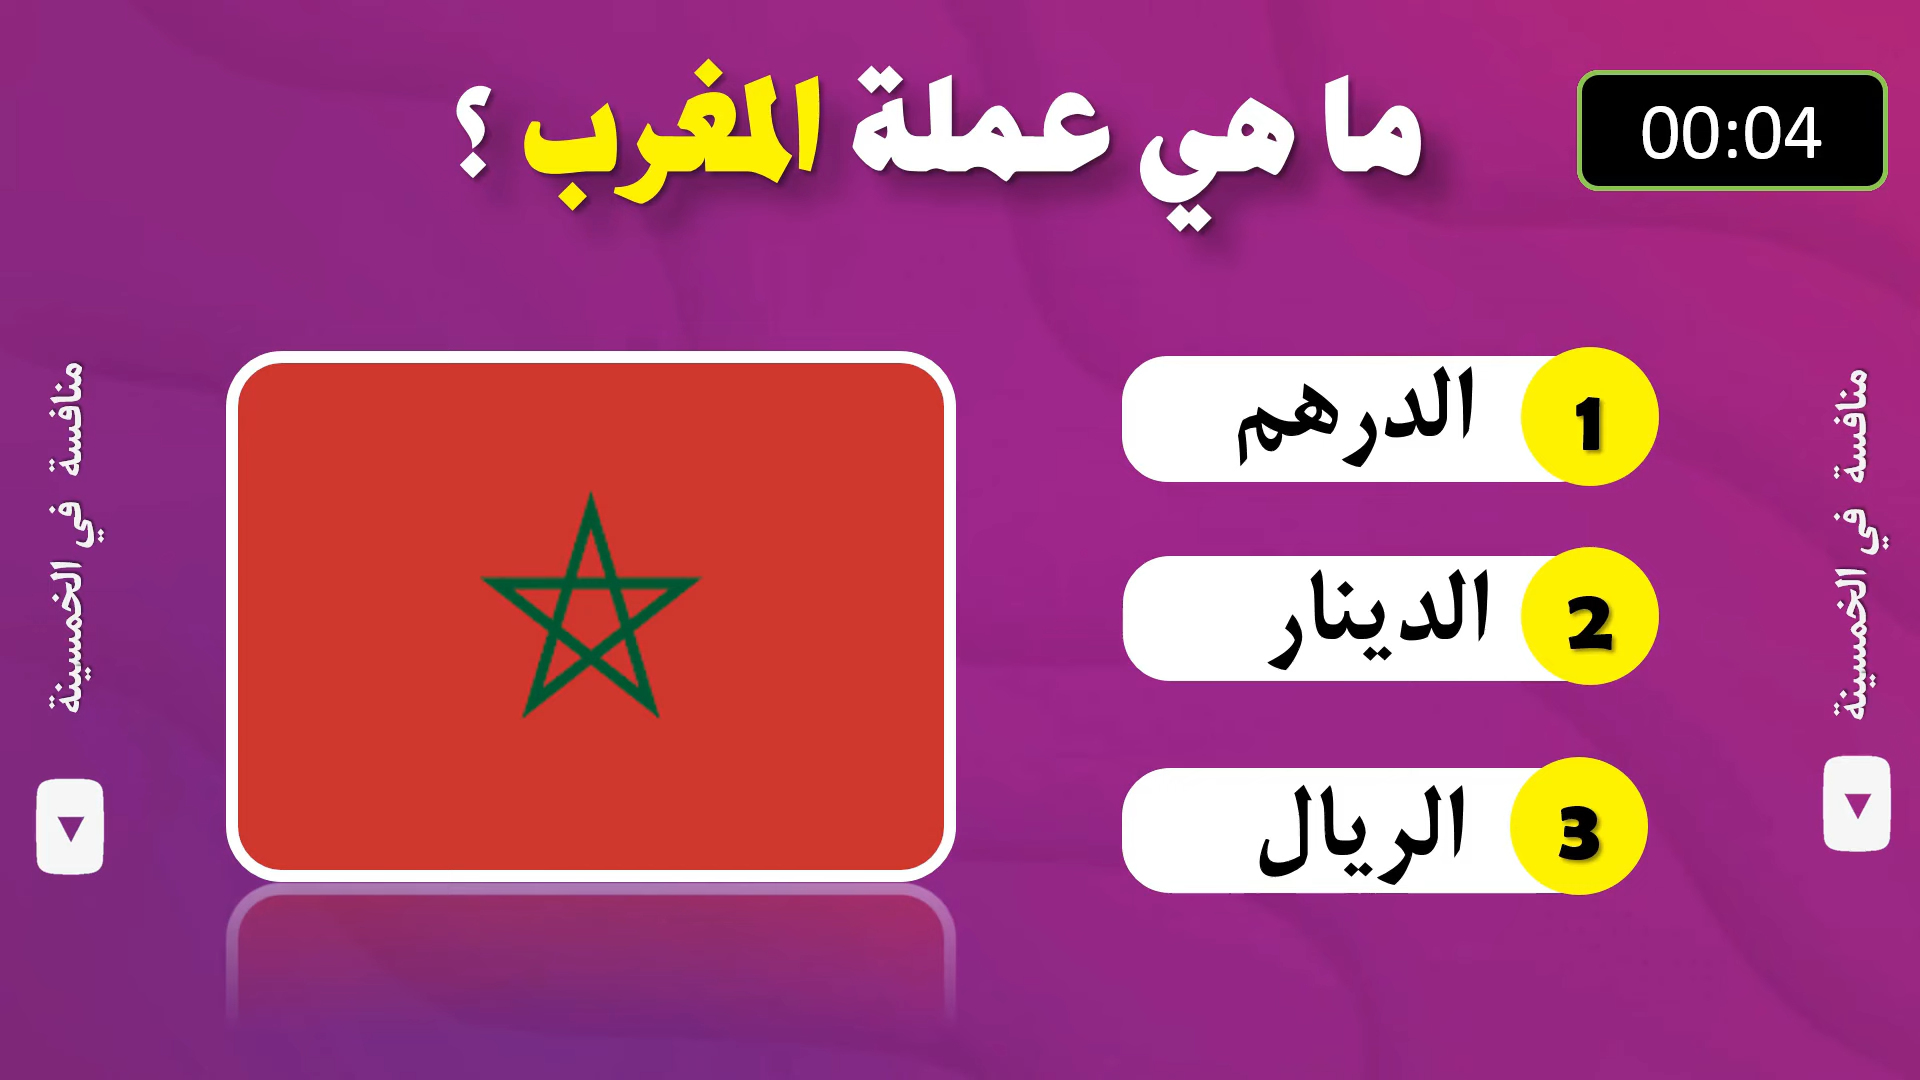 ما هي عملة المغرب ؟
00:04
1 الدرهم
2 الدينار
3 الريال
منافسة في الخمسينة
منافسة في الخمسينة